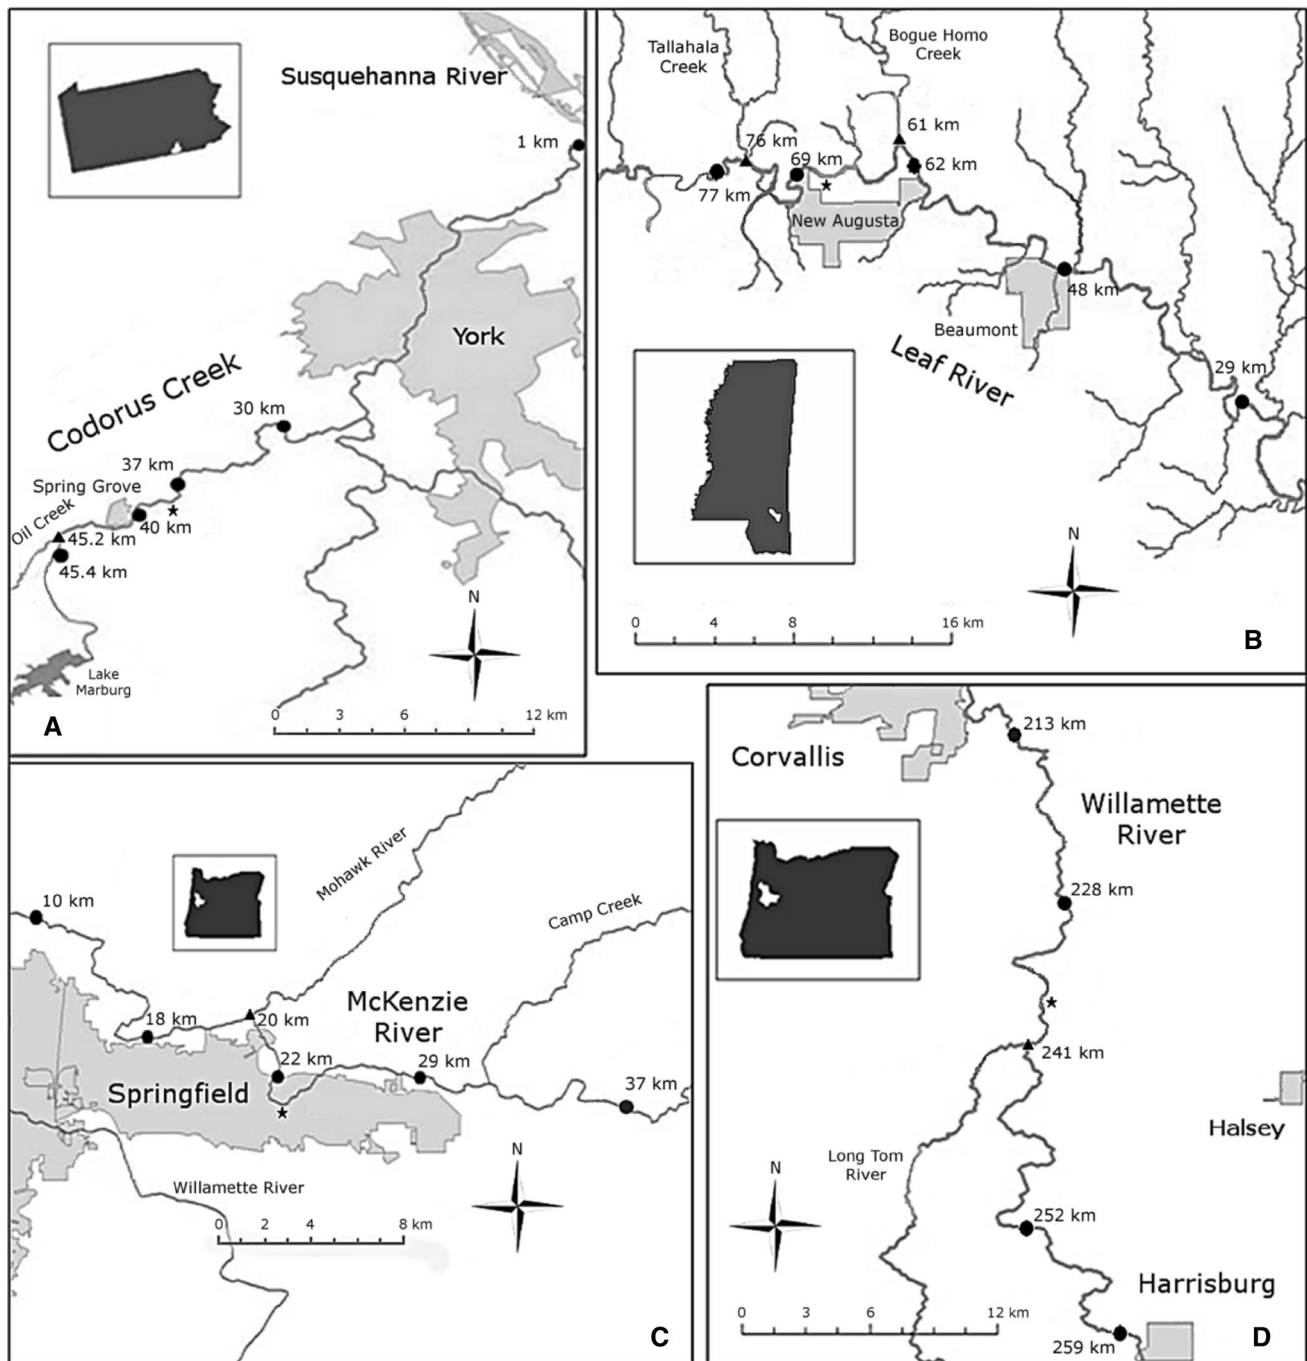 Susquehanna River
1 km
York
Codorus Creek
30 km
37 km
Spring Grove
Oil Creek
40 km
45.2 km
45.4 km
N
Lake
Marburg
0 3 6 12 km
A
Tallahala
Creek
Bogue Homo
Creek
61 km
76 km
69 km
62 km
77 km
New Augusta
48 km
Beaumont
Leaf River
29 km
N
0 4 8 16 km
B
Mohawk River
10 km
Camp Creek
McKenzie
River
18 km
20 km
22 km
29 km
37 km
Springfield
N
Willamette River
0 2 4 8 km
C
213 km
Corvallis
Willamette
River
228 km
241 km
Halsey
Long Tom
River
N
252 km
Harrisburg
0 3 6 12 km
259 km
D